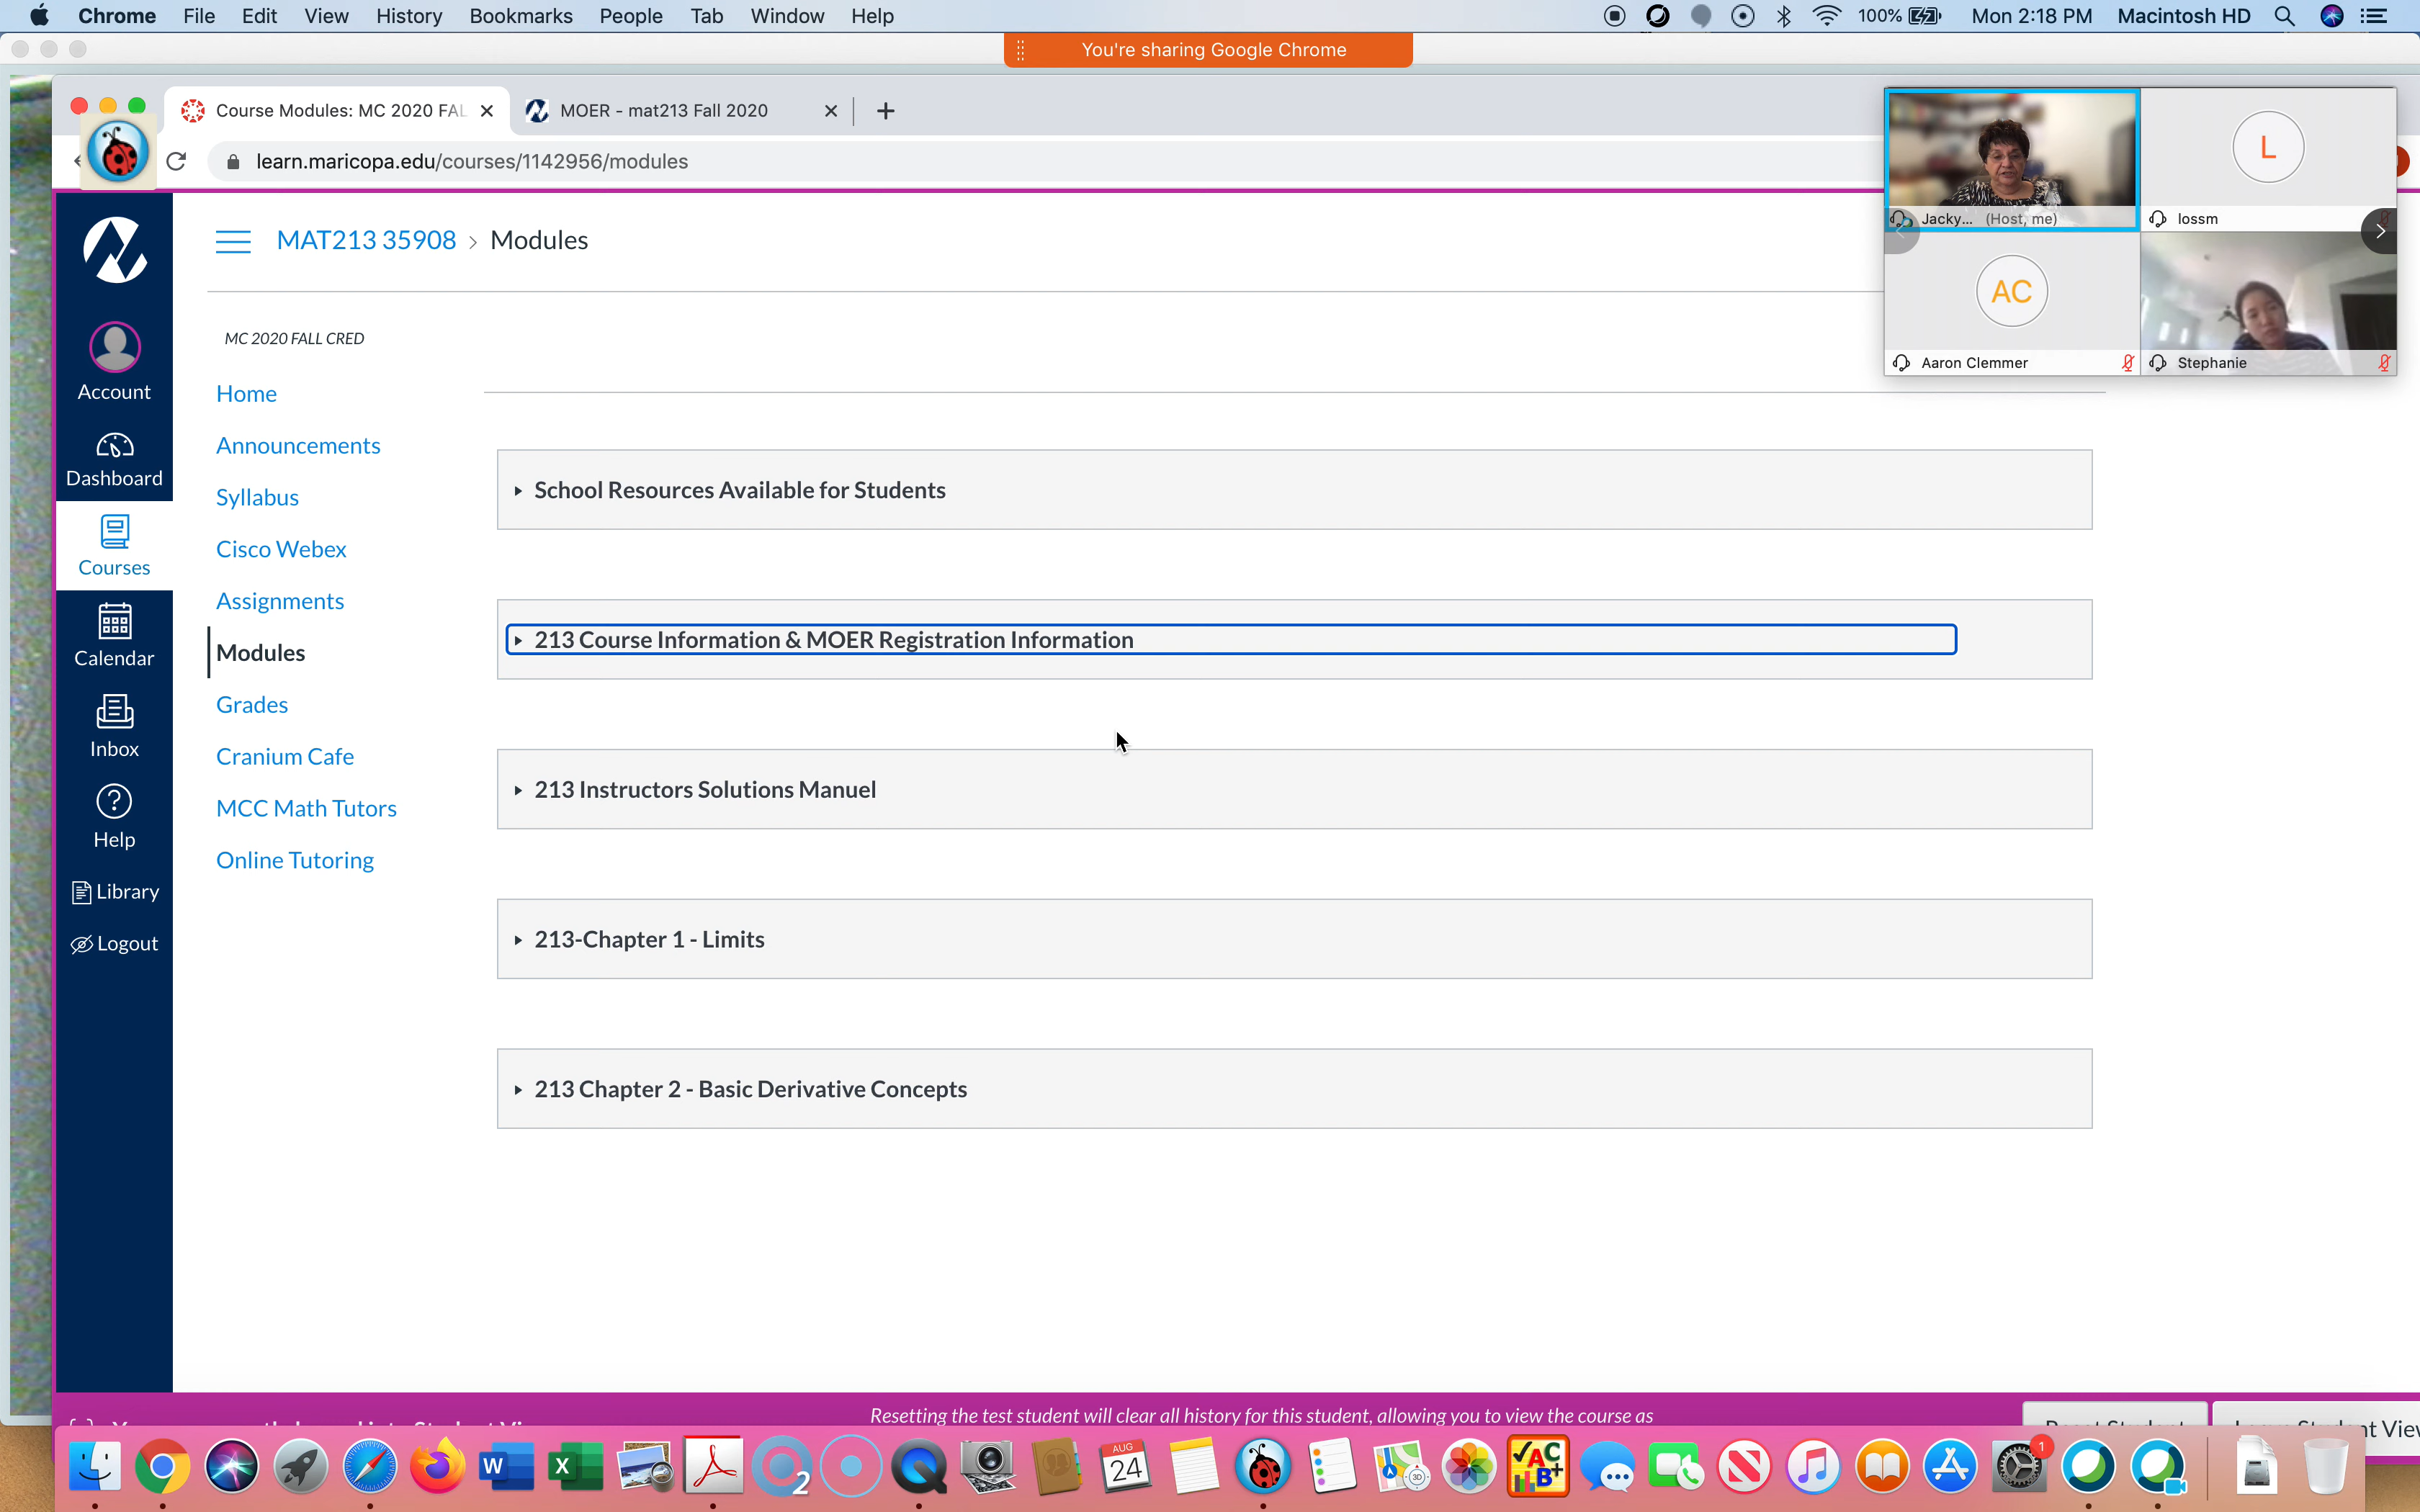 Chrome File Edit View History Bookmarks People Tab Window Help 100% Mon 2:18 PM Macintosh HD
You're sharing Google Chrome
Course Modules: MC 2020 FAL MOER - mat213 Fall 2020
learn.maricopa.edu/courses/1142956/modules
L
Jacky... (Host, me) lossm
AC
Aaron Clemmer Stephanie
MAT213 35908 > Modules
MC 2020 FALL CRED
Account
Dashboard
Courses
Calendar
Inbox
Help
Library
Logout
Home
Announcements
Syllabus
Cisco Webex
Assignments
Modules
Grades
Cranium Cafe
MCC Math Tutors
Online Tutoring
School Resources Available for Students
213 Course Information & MOER Registration Information
213 Instructors Solutions Manuel
213-Chapter 1 - Limits
213 Chapter 2 - Basic Derivative Concepts
Resetting the test student will clear all history for this student, allowing you to view the course as
W X 2 AUG 24 3D AC B+ 1